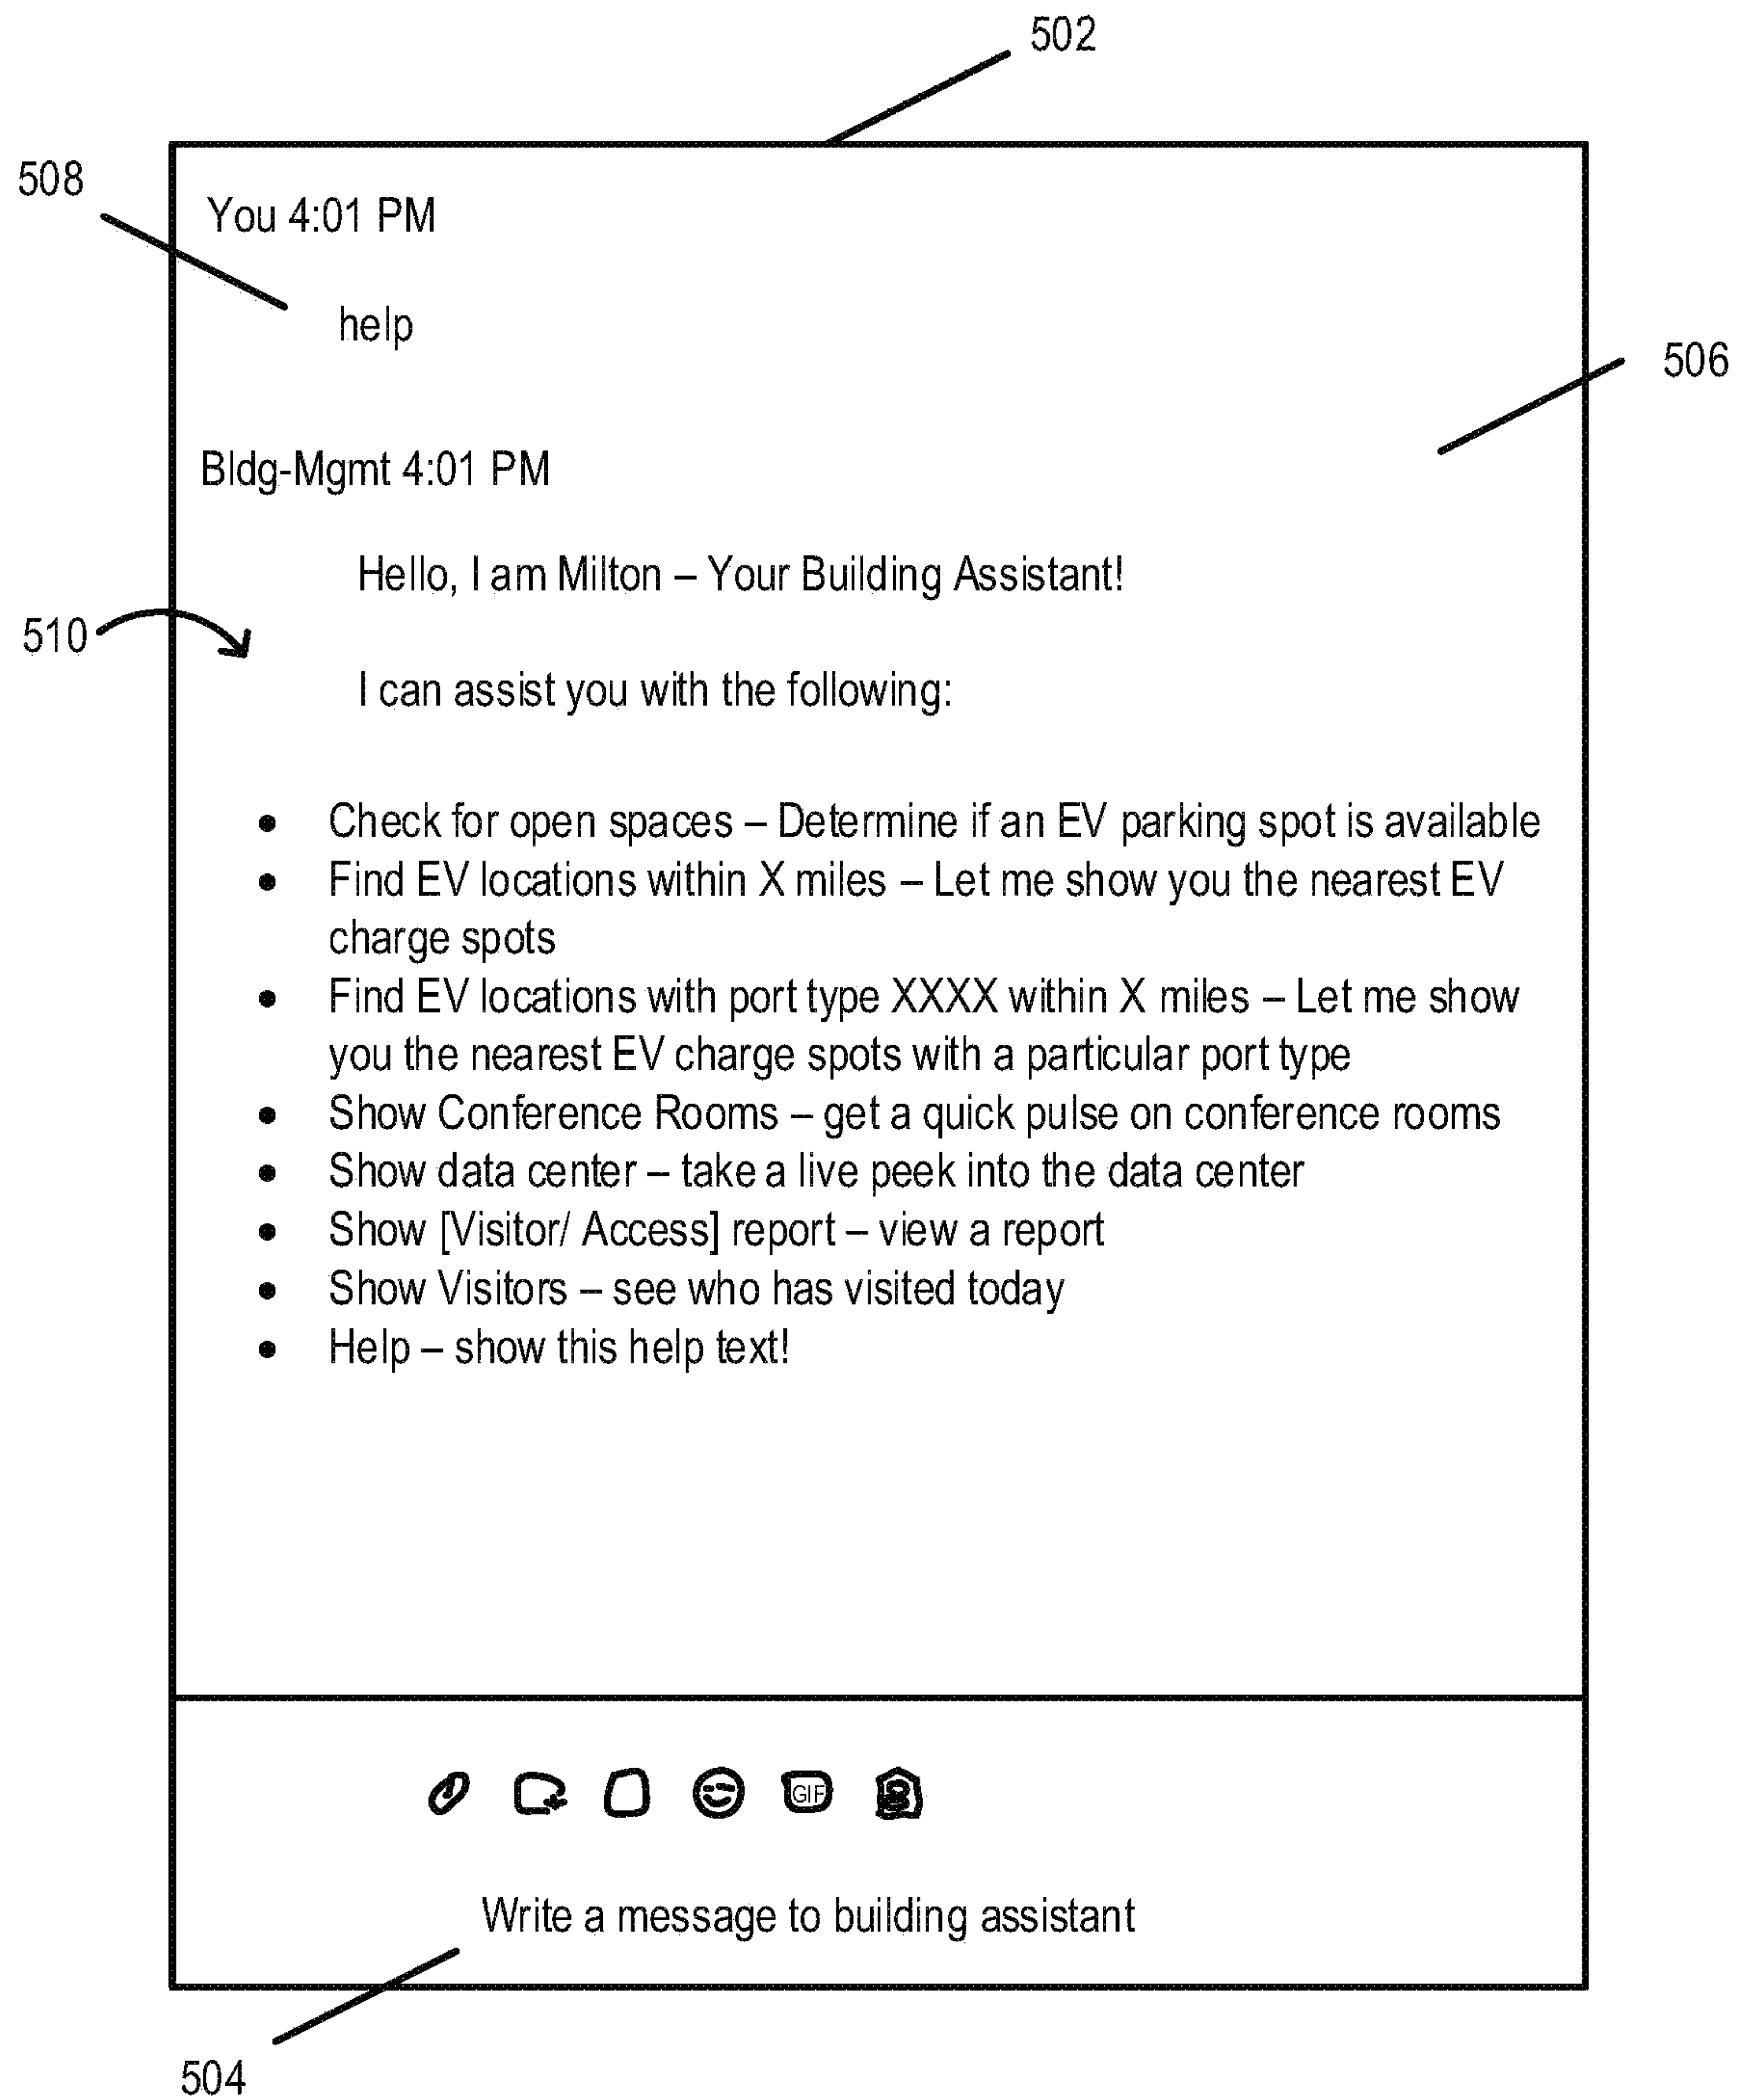 502
508
You 4:01 PM
help
506
Bldg-Mgmt 4:01 PM
Hello, I am Milton – Your Building Assistant!
510
I can assist you with the following:
• Check for open spaces – Determine if an EV parking spot is available
• Find EV locations within X miles – Let me show you the nearest EV
charge spots
• Find EV locations with port type XXXX within X miles – Let me show
you the nearest EV charge spots with a particular port type
• Show Conference Rooms – get a quick pulse on conference rooms
• Show data center – take a live peek into the data center
• Show [Visitor/ Access] report – view a report
• Show Visitors – see who has visited today
• Help – show this help text!
GIF
Write a message to building assistant
504